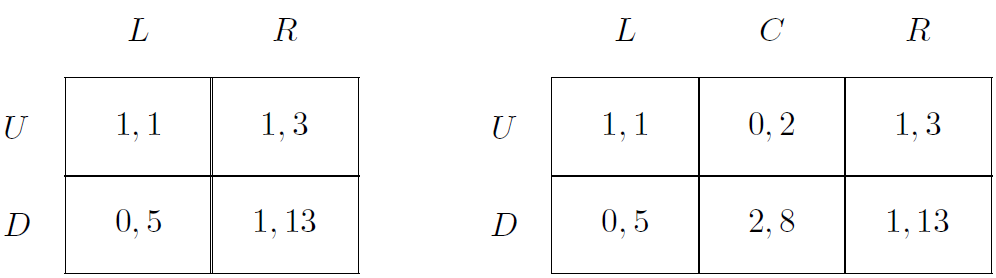 L R L C R
U 1, 1 1, 3 U 1, 1 0, 2 1, 3
D 0, 5 1, 13 D 0, 5 2, 8 1, 13